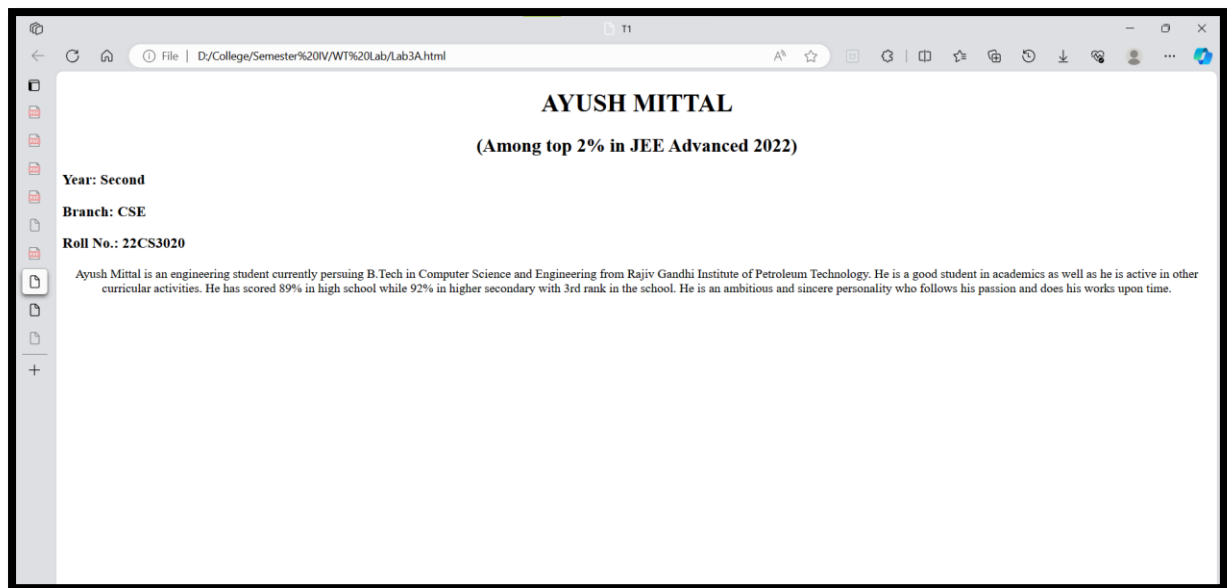 T1
File | D:/College/Semester%20IV/WT%20Lab/Lab3A.html
AYUSH MITTAL
(Among top 2% in JEE Advanced 2022)
Year: Second
Branch: CSE
Roll No.: 22CS3020
Ayush Mittal is an engineering student currently persuing B.Tech in Computer Science and Engineering from Rajiv Gandhi Institute of Petroleum Technology. He is a good student in academics as well as he is active in other
curricular activities. He has scored 89% in high school while 92% in higher secondary with 3rd rank in the school. He is an ambitious and sincere personality who follows his passion and does his works upon time.